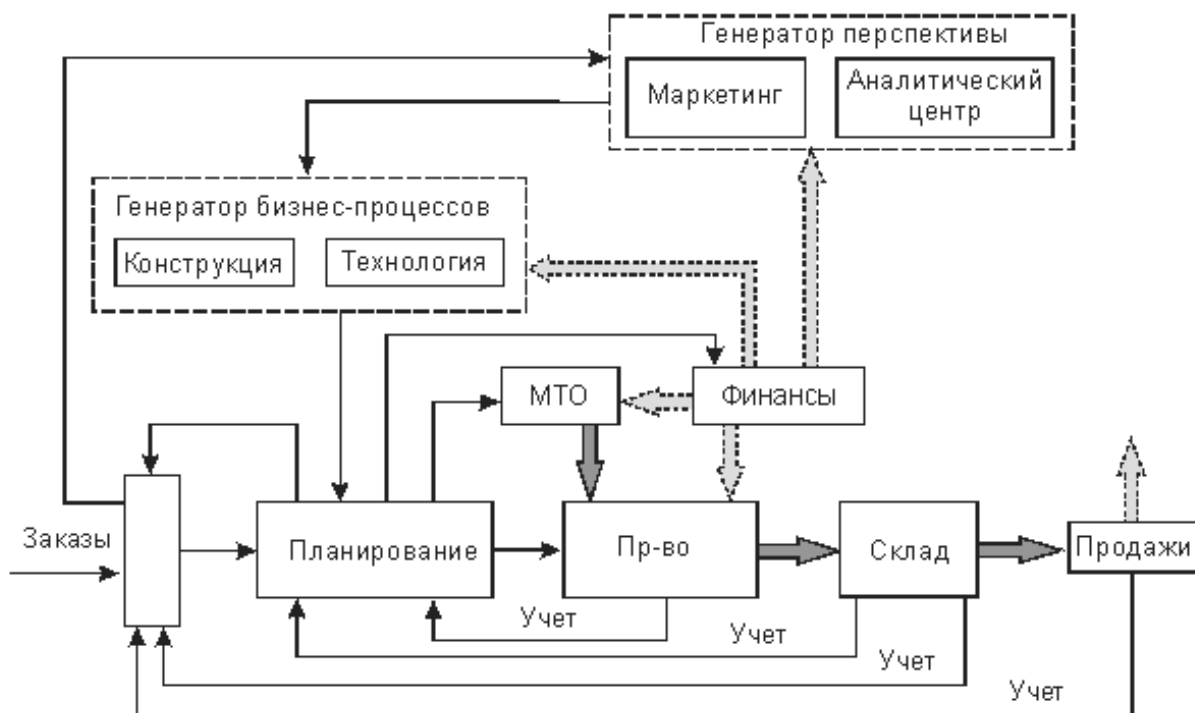 Генератор перспективы
Маркетинг
Аналитический
центр
Генератор бизнес-процессов
Конструкция
Технология
МТО
Финансы
Заказы
Планирование
Пр-во
Склад
Продажи
Учет
Учет
Учет
Учет